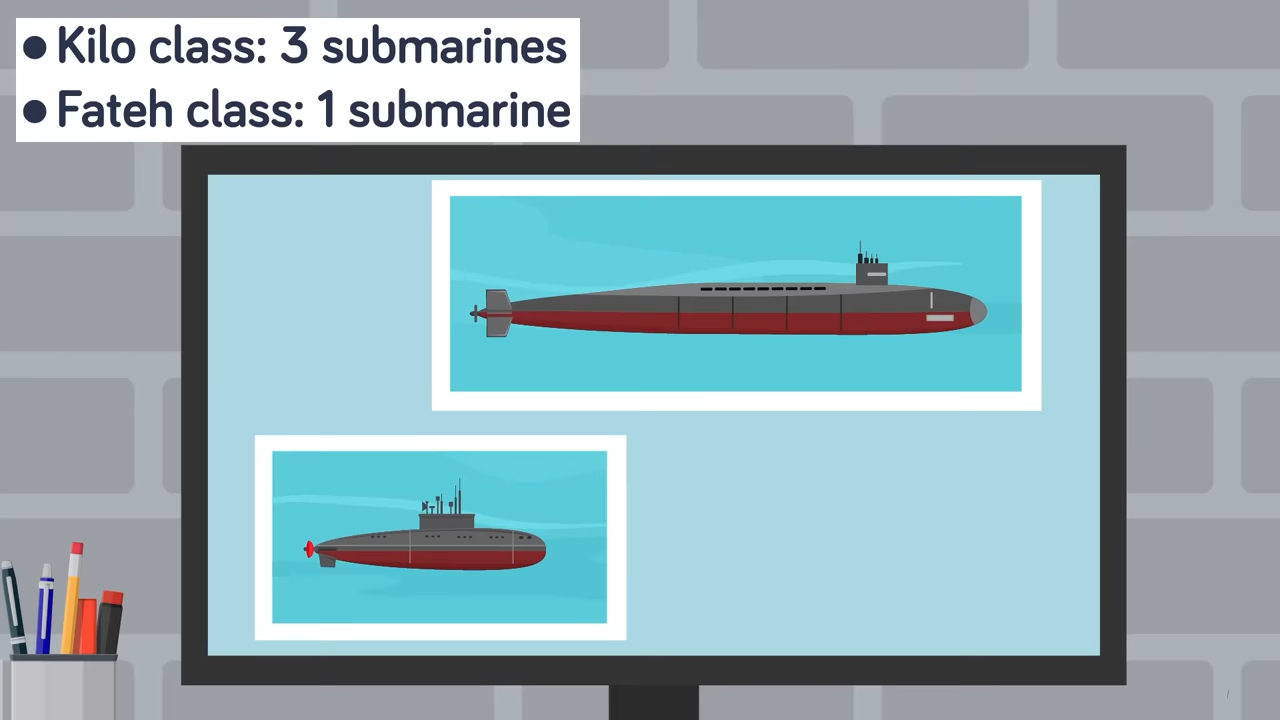 ● Kilo class: 3 submarines
● Fateh class: 1 submarine